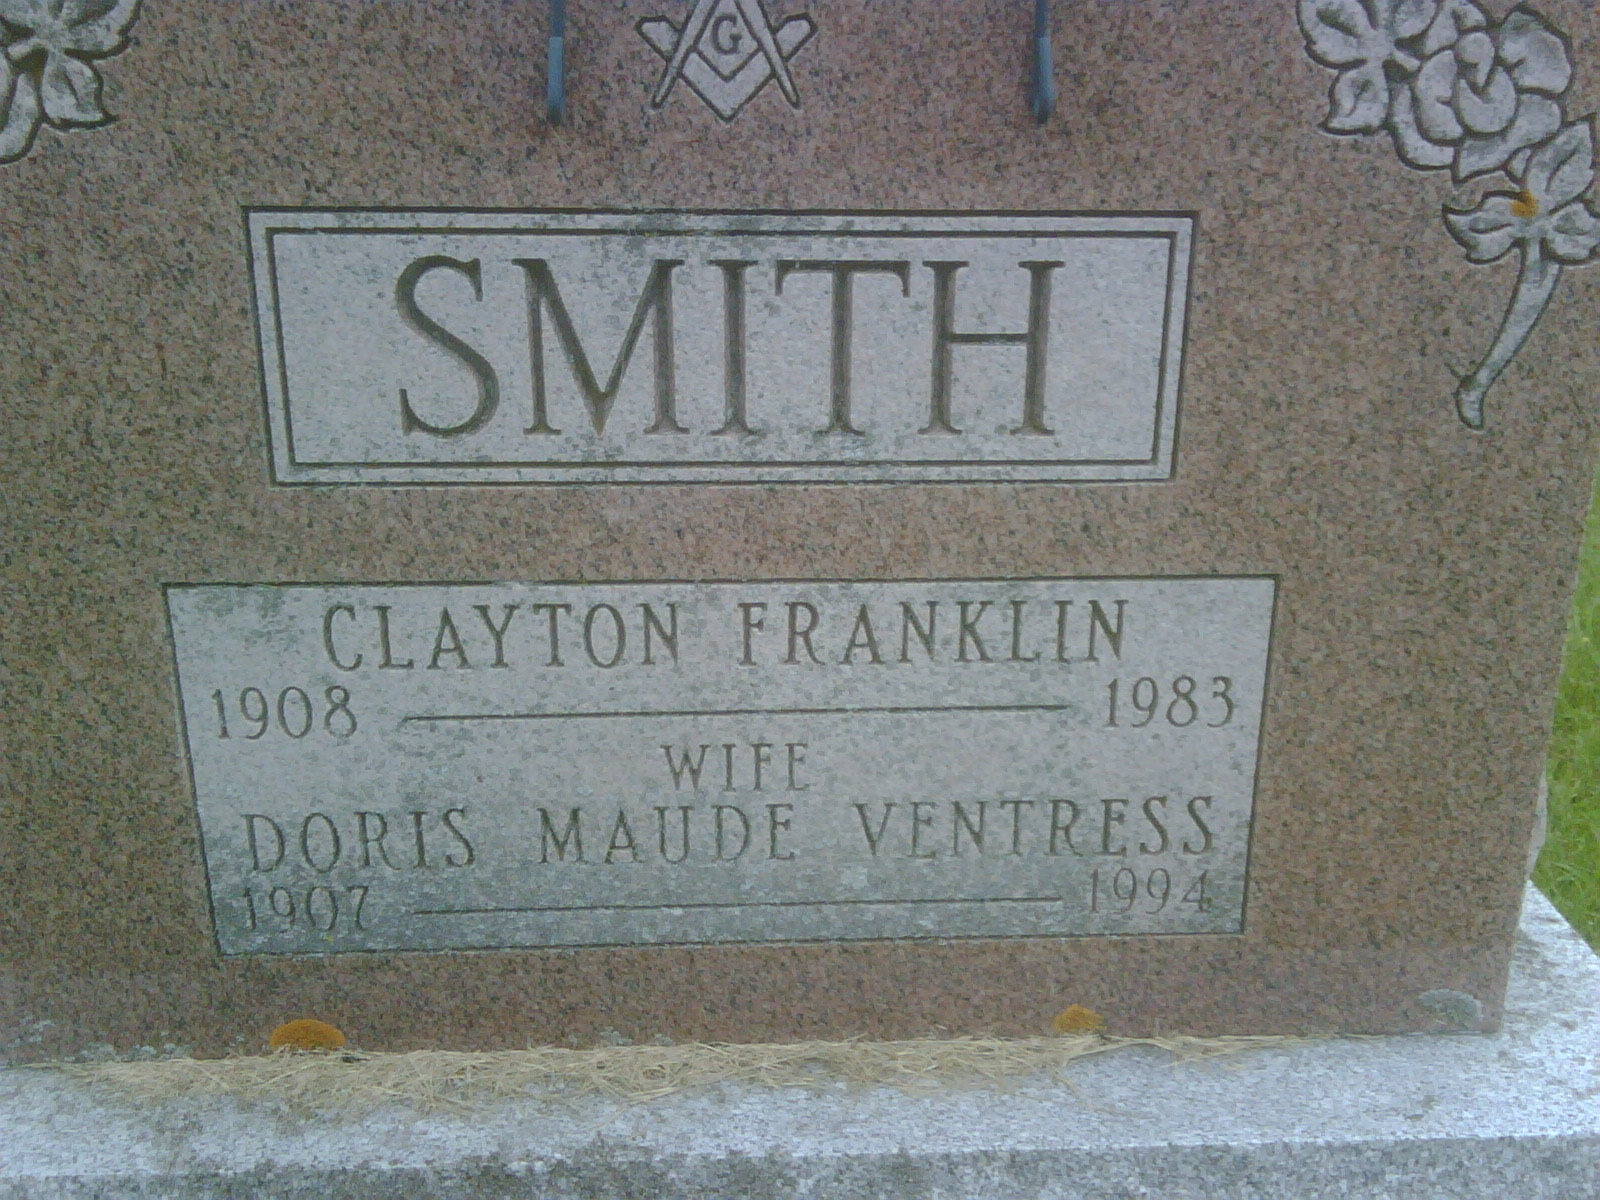 G
SMITH
CLAYTON FRANKLIN
1908 1983
WIFE
DORIS MAUDE VENTRESS
1907 1994